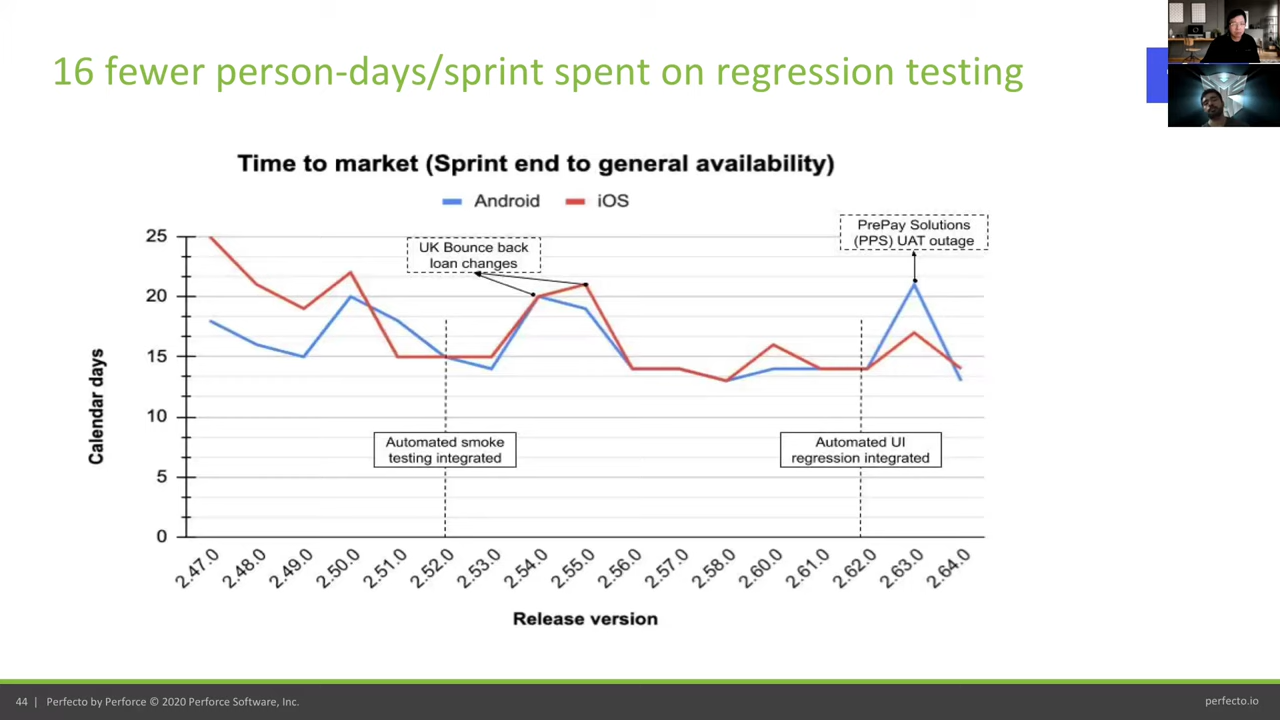 16 fewer person-days/sprint spent on regression testing
Time to market (Sprint end to general availability)
Android
iOS
PrePay Solutions
(PPS) UAT outage
UK Bounce back
loan changes
25
20
15
10
5
0
Calendar days
Automated smoke
testing integrated
Automated UI
regression integrated
2.47.0
2.48.0
2.49.0
2.50.0
2.51.0
2.52.0
2.53.0
2.54.0
2.55.0
2.56.0
2.57.0
2.58.0
2.60.0
2.61.0
2.62.0
2.63.0
2.64.0
Release version
44 | Perfecto by Perforce © 2020 Perforce Software, Inc.
perfecto.io